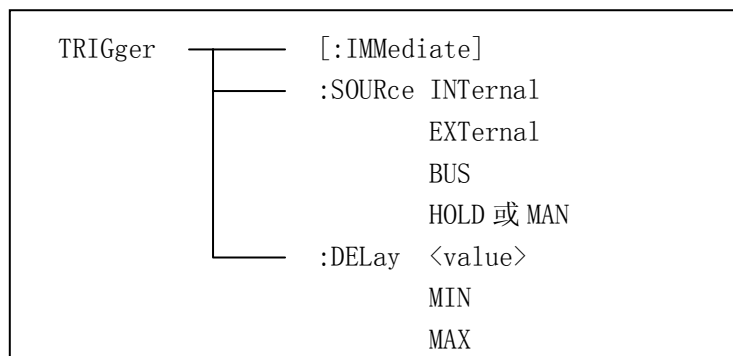 TRIGger [:IMMediate]
:SOURce INTernal
EXTernal
BUS
HOLD 或 MAN
:DELay <value>
MIN
MAX